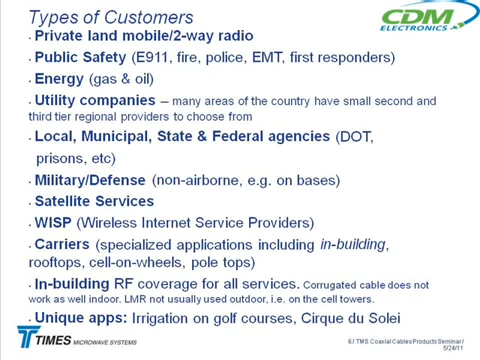 Types of Customers
CDM
ELECTRONICS
· Private land mobile/2-way radio
· Public Safety (E911, fire, police, EMT, first responders)
· Energy (gas & oil)
· Utility companies – many areas of the country have small second and
third tier regional providers to choose from
· Local, Municipal, State & Federal agencies (DOT,
prisons, etc)
· Military/Defense (non-airborne, e.g. on bases)
· Satellite Services
· WISP (Wireless Internet Service Providers)
· Carriers (specialized applications including in-building,
rooftops, cell-on-wheels, pole tops)
· In-building RF coverage for all services. Corrugated cable does not
work as well indoor. LMR not usually used outdoor, i.e. on the cell towers.
· Unique apps: Irrigation on golf courses, Cirque du Solei
TIMES MICROWAVE SYSTEMS
8 / TMS Coaxial Cables Products Seminar /
5/24/11